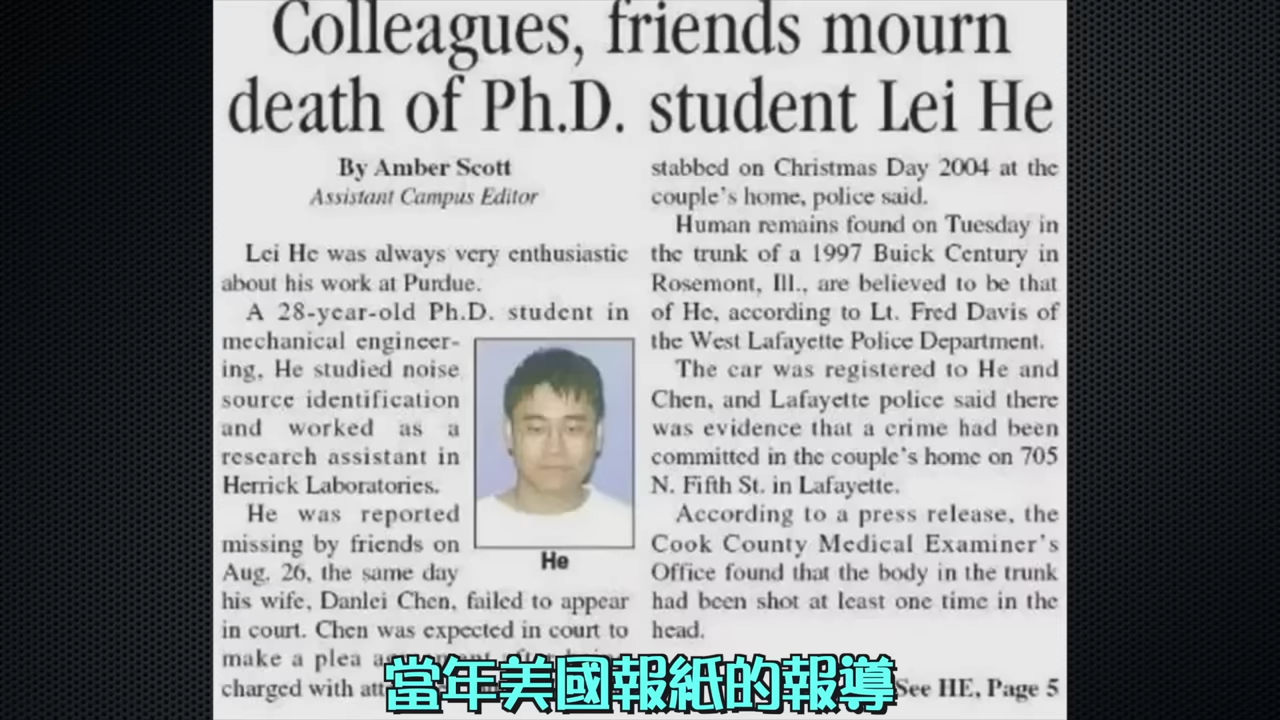 Colleagues, friends mourn
death of Ph.D. student Lei He
By Amber Scott
Assistant Campus Editor
Lei He was always very enthusiastic
about his work at Purdue.
A 28-year-old Ph.D. student in
mechanical engineer-
ing, He studied noise
source identification
and worked as a
research assistant in
Herrick Laboratories.
He was reported
missing by friends on
Aug. 26, the same day
his wife, Danlei Chen, failed to appear
in court. Chen was expected in court to
make a plea
charged with
He
stabbed on Christmas Day 2004 at the
couple's home, police said.
Human remains found on Tuesday in
the trunk of a 1997 Buick Century in
Rosemont, Ill., are believed to be that
of He, according to Lt. Fred Davis of
the West Lafayette Police Department.
The car was registered to He and
Chen, and Lafayette police said there
was evidence that a crime had been
committed in the couple's home on 705
N. Fifth St. in Lafayette.
According to a press release, the
Cook County Medical Examiner's
Office found that the body in the trunk
had been shot at least one time in the
head.
See HE, Page 5
當年美國報紙的報導